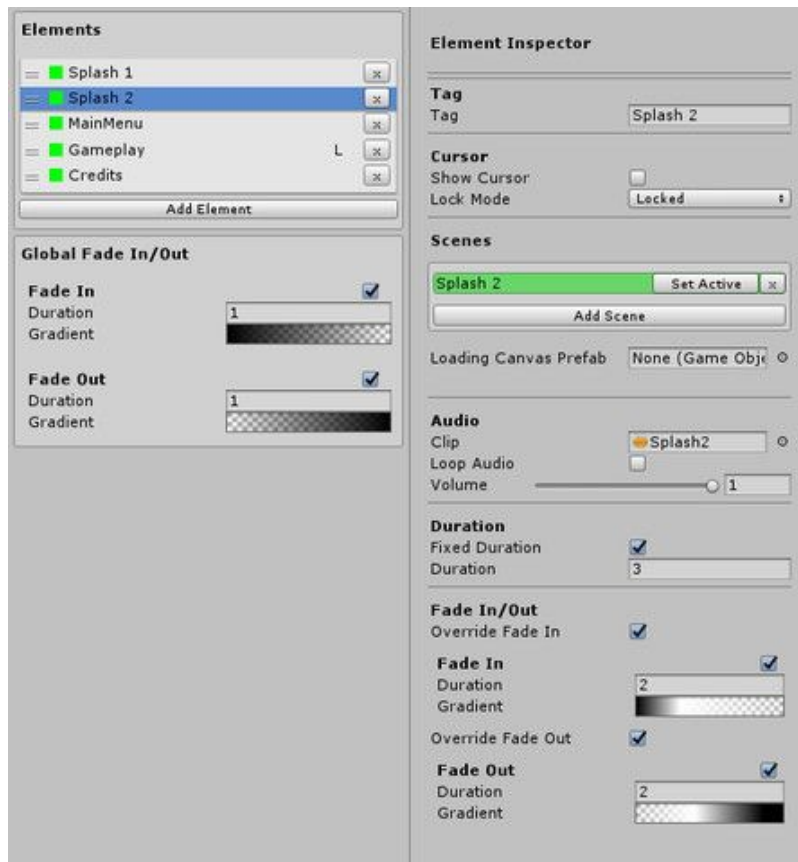 Elements
Splash 1 x
Splash 2 x
MainMenu x
Gameplay L x
Credits x
Add Element
Global Fade In/Out
Fade In
Duration 1
Gradient
Fade Out
Duration 1
Gradient
Element Inspector
Tag
Tag Splash 2
Cursor
Show Cursor
Lock Mode Locked
Scenes
Splash 2 Set Active x
Add Scene
Loading Canvas Prefab None (Game Obje
Audio
Clip Splash2
Loop Audio
Volume 1
Duration
Fixed Duration
Duration 3
Fade In/Out
Override Fade In
Fade In
Duration 2
Gradient
Override Fade Out
Fade Out
Duration 2
Gradient